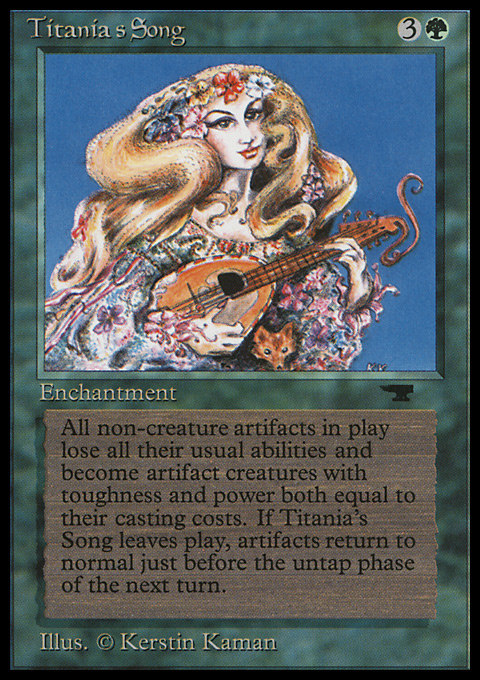 Titania's Song 3
Enchantment
All non-creature artifacts in play
lose all their usual abilities and
become artifact creatures with
toughness and power both equal to
their casting costs. If Titania's
Song leaves play, artifacts return to
normal just before the untap phase
of the next turn.
Illus. © Kerstin Kaman